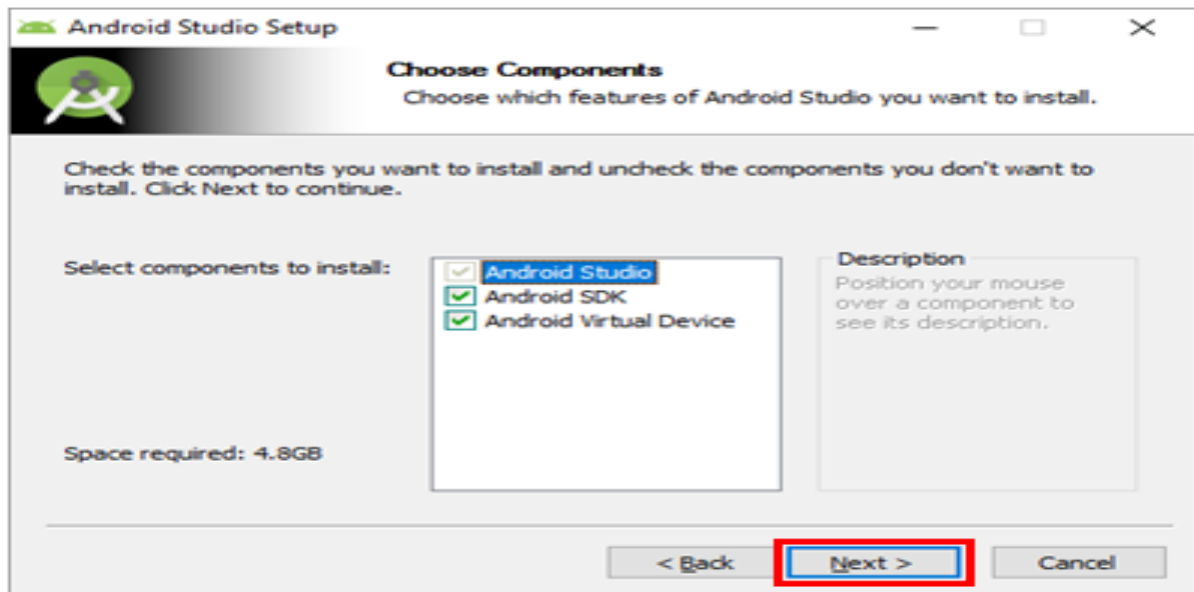 Android Studio Setup
Choose Components
Choose which features of Android Studio you want to install.
Check the components you want to install and uncheck the components you don't want to
install. Click Next to continue.
Select components to install:
Android Studio
Android SDK
Android Virtual Device
Description
Position your mouse
over a component to
see its description.
Space required: 4.8GB
< Back
Next >
Cancel